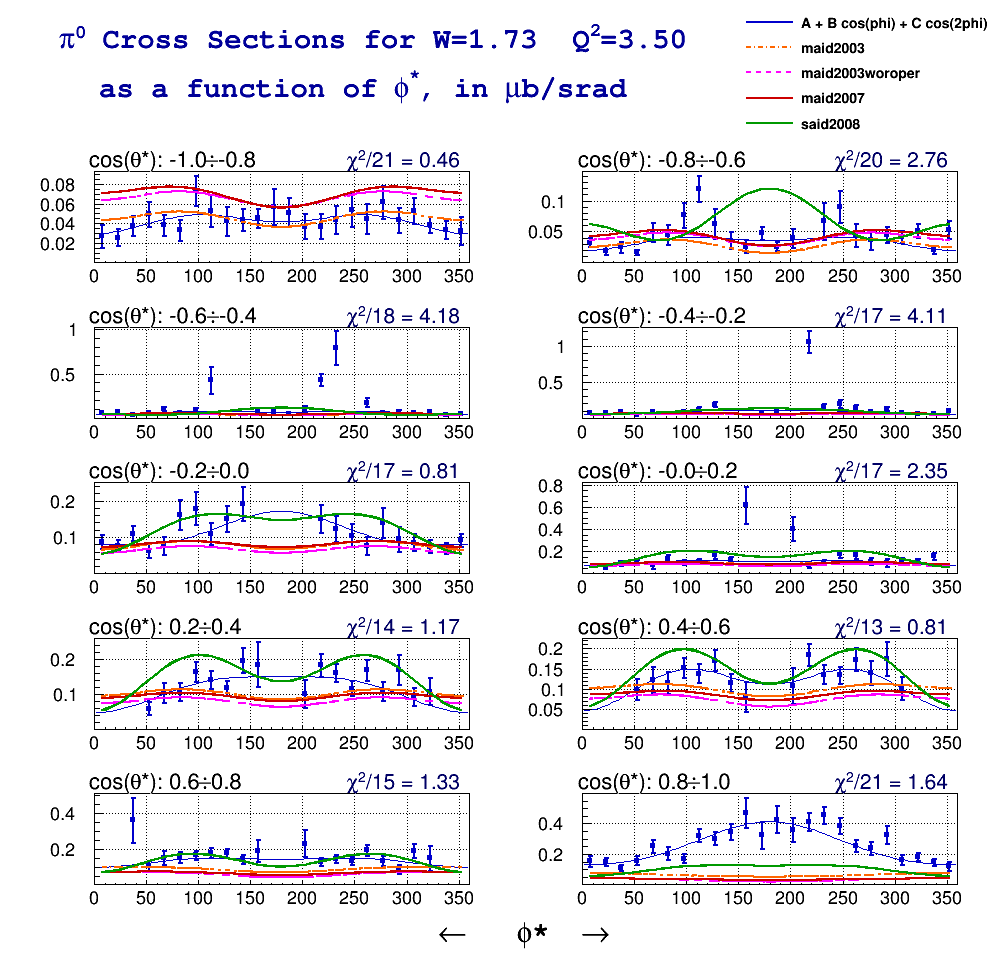 π⁰ Cross Sections for W=1.73 Q²=3.50
as a function of ϕ*, in μb/srad
A + B cos(phi) + C cos(2phi)
maid2003
maid2003woroper
maid2007
said2008
cos(θ*): -1.0÷-0.8 χ²/21 = 0.46
0.08
0.06
0.04
0.02
0 50 100 150 200 250 300 350
cos(θ*): -0.8÷-0.6 χ²/20 = 2.76
0.1
0.05
0 50 100 150 200 250 300 350
cos(θ*): -0.6÷-0.4 χ²/18 = 4.18
1
0.5
0 50 100 150 200 250 300 350
cos(θ*): -0.4÷-0.2 χ²/17 = 4.11
1
0.5
0 50 100 150 200 250 300 350
cos(θ*): -0.2÷0.0 χ²/17 = 0.81
0.2
0.1
0 50 100 150 200 250 300 350
cos(θ*): -0.0÷0.2 χ²/17 = 2.35
0.8
0.6
0.4
0.2
0 50 100 150 200 250 300 350
cos(θ*): 0.2÷0.4 χ²/14 = 1.17
0.2
0.1
0 50 100 150 200 250 300 350
cos(θ*): 0.4÷0.6 χ²/13 = 0.81
0.2
0.15
0.1
0.05
0 50 100 150 200 250 300 350
cos(θ*): 0.6÷0.8 χ²/15 = 1.33
0.4
0.2
0 50 100 150 200 250 300 350
cos(θ*): 0.8÷1.0 χ²/21 = 1.64
0.4
0.2
0 50 100 150 200 250 300 350
← ϕ* →